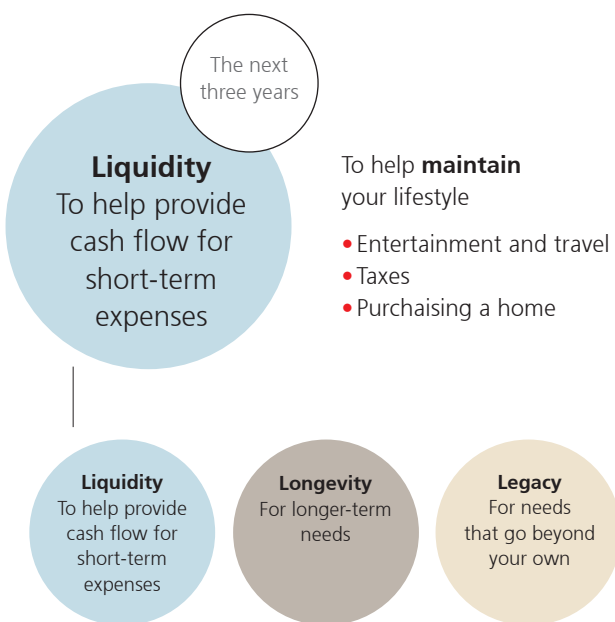 The next
three years
Liquidity
To help provide
cash flow for
short-term
expenses
To help maintain
your lifestyle
• Entertainment and travel
• Taxes
• Purchaising a home
Liquidity
To help provide
cash flow for
short-term
expenses
Longevity
For longer-term
needs
Legacy
For needs
that go beyond
your own